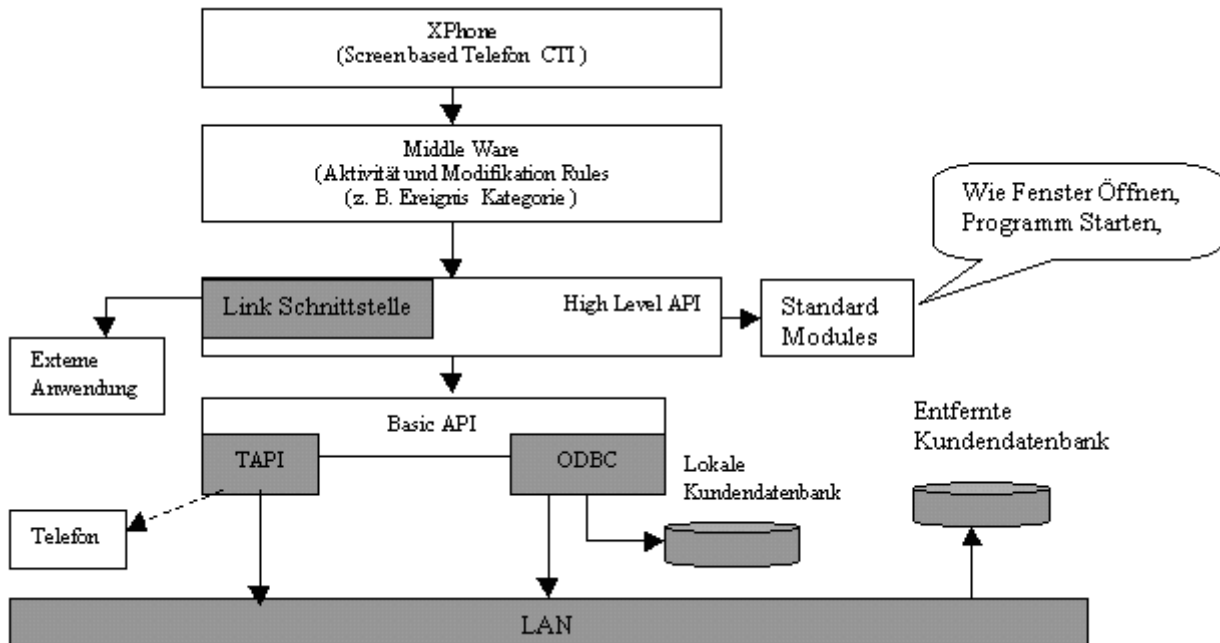 XPhone
(Screen based Telefon CTI )
Middle Ware
(Aktivität und Modifikation Rules
(z. B. Ereignis Kategorie )
Wie Fenster Öffnen,
Programm Starten,
Link Schnittstelle
High Level API
Standard
Modules
Externe
Anwendung
Basic API
TAPI
ODBC
Lokale
Kundendatenbank
Entfernte
Kundendatenbank
Telefon
LAN